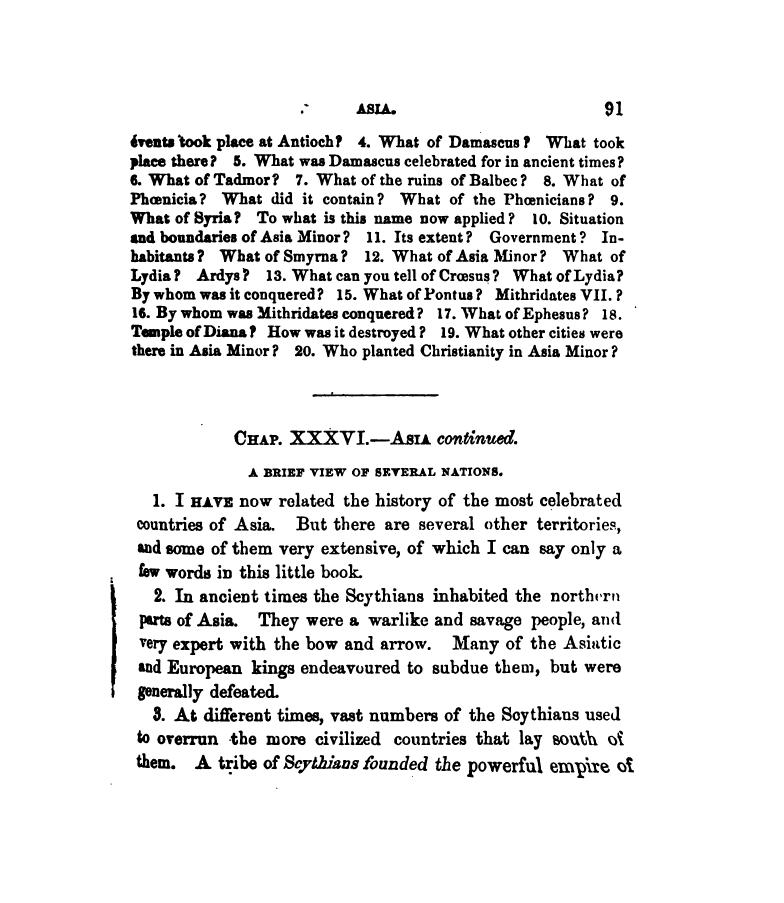 ASIA. 91
events took place at Antioch? 4. What of Damascus? What took
place there? 5. What was Damascus celebrated for in ancient times?
6. What of Tadmor? 7. What of the ruins of Balbec? 8. What of
Phœnicia? What did it contain? What of the Phœnicians? 9.
What of Syria? To what is this name now applied? 10. Situation
and boundaries of Asia Minor? 11. Its extent? Government? In-
habitants? What of Smyrna? 12. What of Asia Minor? What of
Lydia? Ardys? 13. What can you tell of Crœsus? What of Lydia?
By whom was it conquered? 15. What of Pontus? Mithridates VII.?
16. By whom was Mithridates conquered? 17. What of Ephesus? 18.
Temple of Diana? How was it destroyed? 19. What other cities were
there in Asia Minor? 20. Who planted Christianity in Asia Minor?
CHAP. XXXVI.—ASIA continued.
A BRIEF VIEW OF SEVERAL NATIONS.
1. I HAVE now related the history of the most celebrated
countries of Asia. But there are several other territories,
and some of them very extensive, of which I can say only a
few words in this little book.
2. In ancient times the Scythians inhabited the northern
parts of Asia. They were a warlike and savage people, and
very expert with the bow and arrow. Many of the Asiatic
and European kings endeavoured to subdue them, but were
generally defeated.
3. At different times, vast numbers of the Scythians used
to overrun the more civilized countries that lay south of
them. A tribe of Scythians founded the powerful empire of